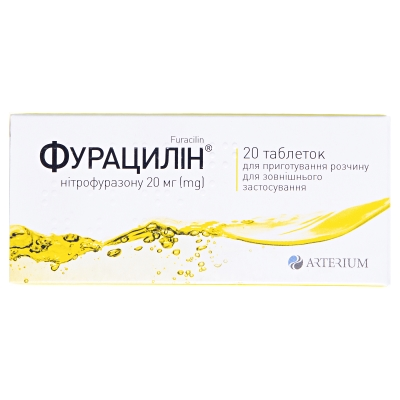 Furacilin
ФУРАЦИЛІН®
нітрофуразону 20 мг (mg)
20 таблеток
для приготування розчину
для зовнішнього
застосування
ARTERIUM